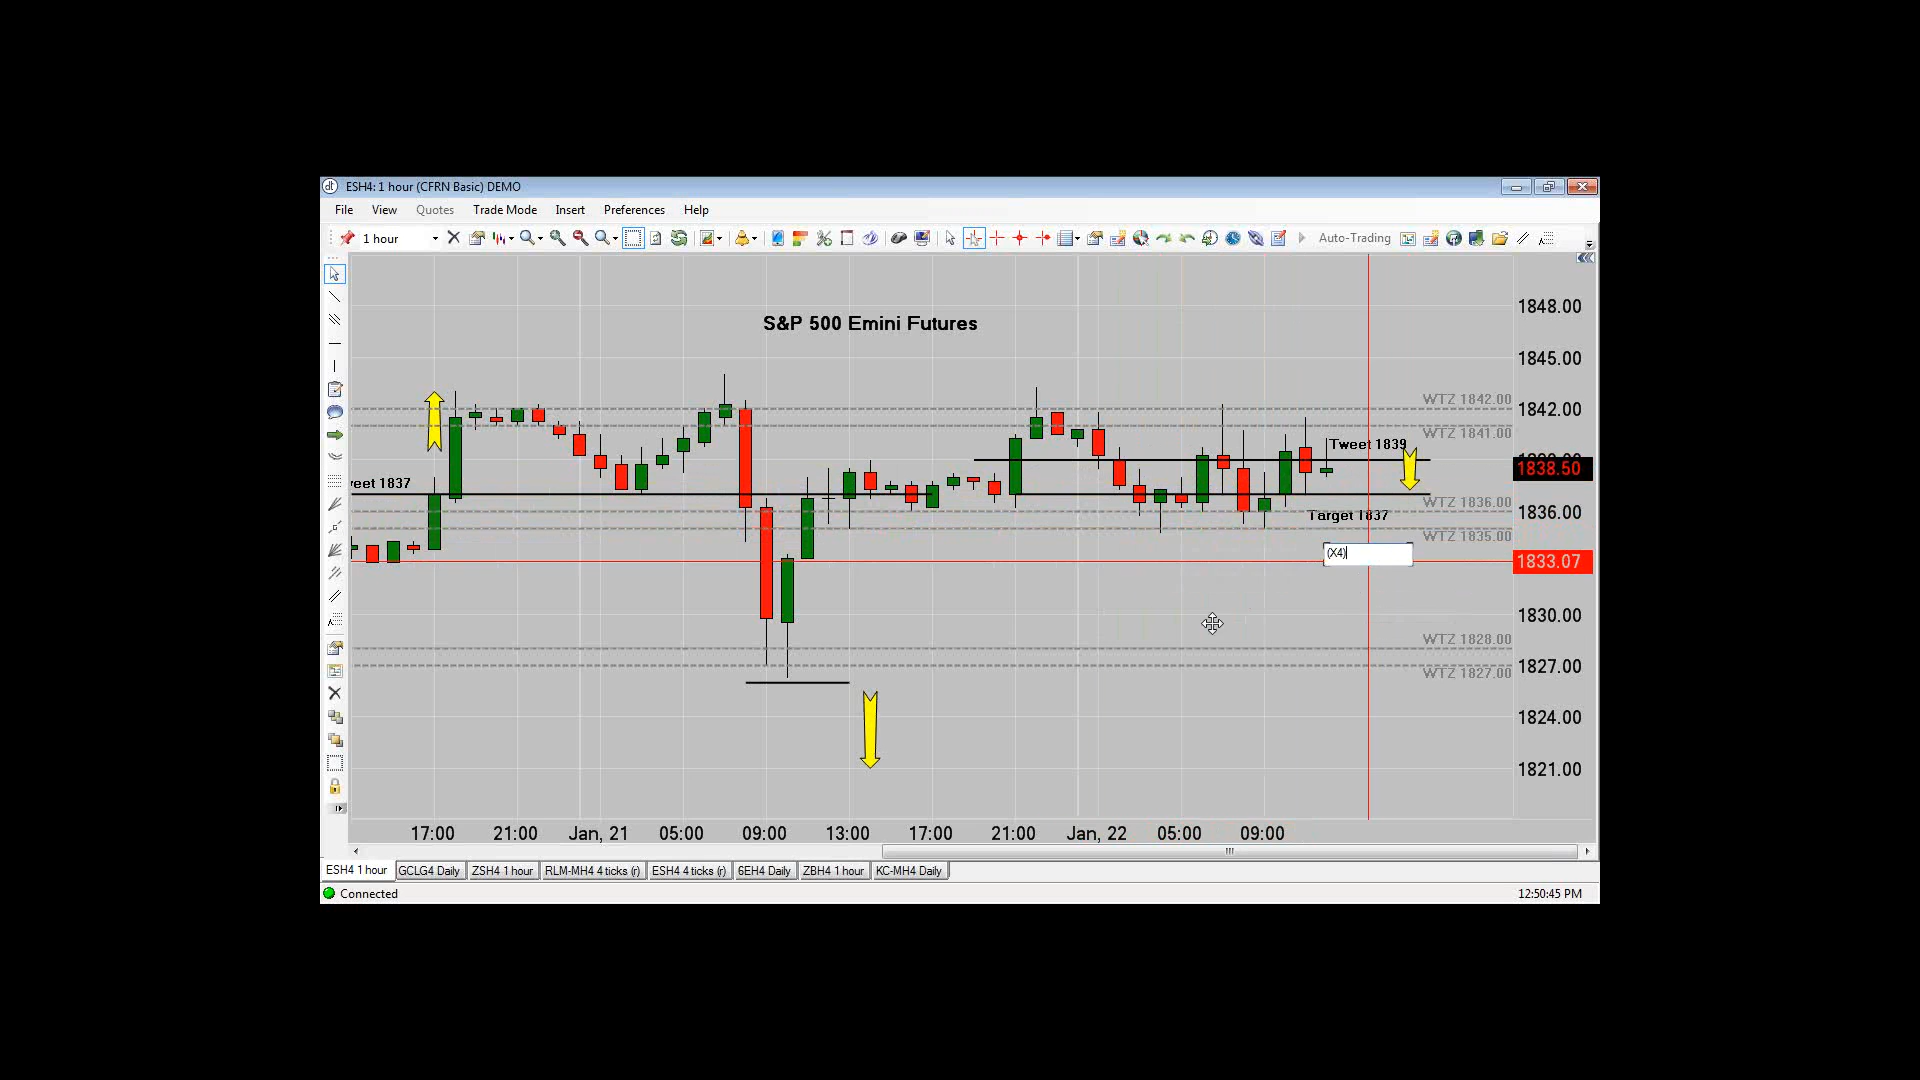 ESH4: 1 hour (CFRN Basic) DEMO
File View Quotes Trade Mode Insert Preferences Help
1 hour Auto-Trading
S&P 500 Emini Futures
1848.00
1845.00
WTZ 1842.00
1842.00
WTZ 1841.00
Tweet 1839
1838.50
1837
WTZ 1836.00
1836.00
Target 1837
WTZ 1835.00
(X4)
1833.07
1830.00
WTZ 1828.00
1827.00
WTZ 1827.00
1824.00
1821.00
17:00 21:00 Jan, 21 05:00 09:00 13:00 17:00 21:00 Jan, 22 05:00 09:00
ESH4 1 hour GCLG4 Daily ZSH4 1 hour RLM-MH4 4 ticks (r) ESH4 4 ticks (r) 6EH4 Daily ZBH4 1 hour KC-MH4 Daily
Connected 12:50:45 PM